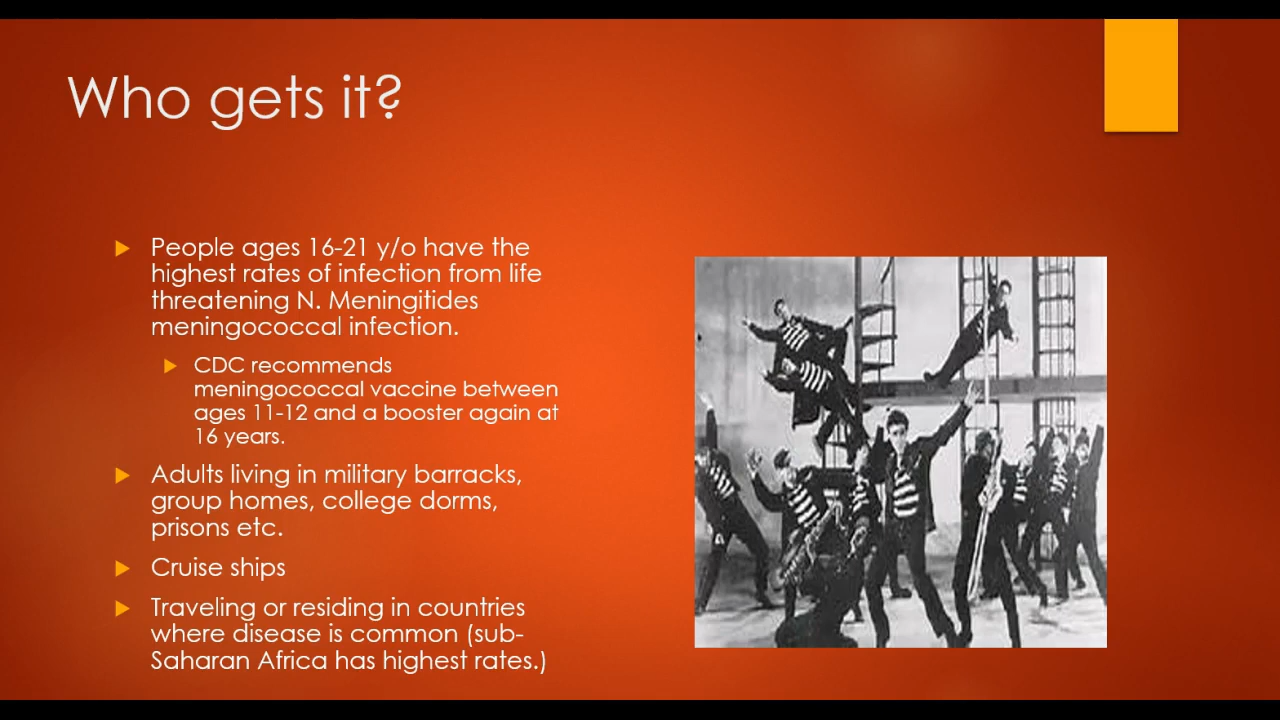 Who gets it?
People ages 16-21 y/o have the
highest rates of infection from life
threatening N. Meningitides
meningococcal infection.
CDC recommends
meningococcal vaccine between
ages 11-12 and a booster again at
16 years.
Adults living in military barracks,
group homes, college dorms,
prisons etc.
Cruise ships
Traveling or residing in countries
where disease is common (sub-
Saharan Africa has highest rates.)